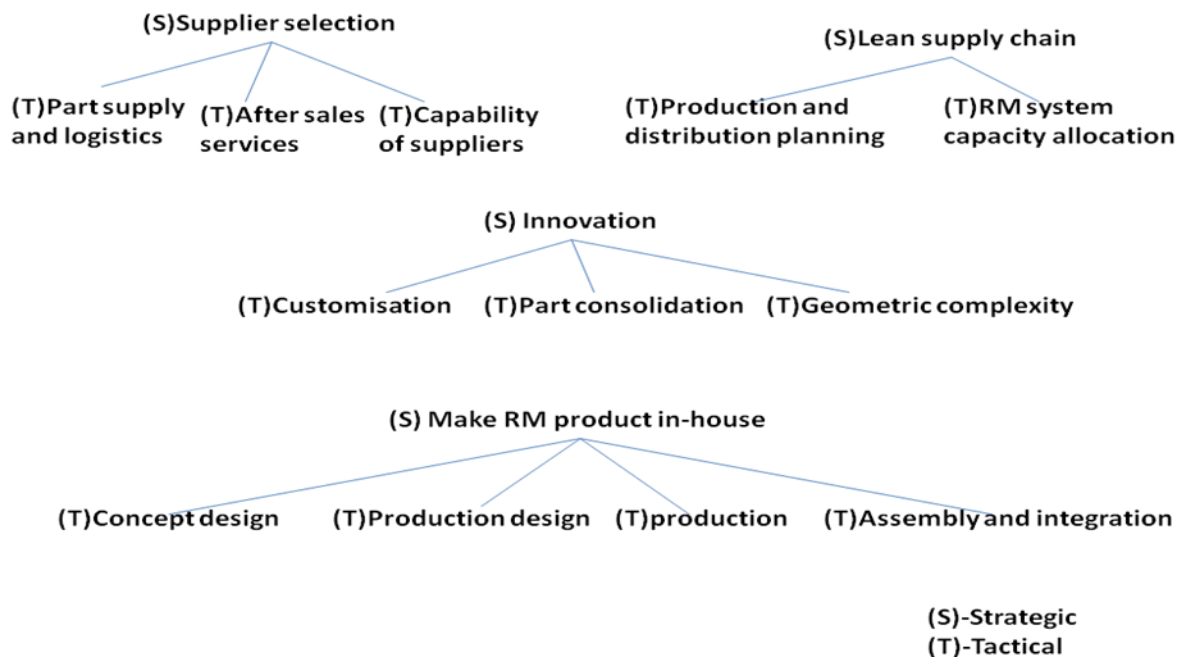 (S)Supplier selection
(S)Lean supply chain
(T)Part supply
and logistics
(T)After sales
services
(T)Capability
of suppliers
(T)Production and
distribution planning
(T)RM system
capacity allocation
(S) Innovation
(T)Customisation
(T)Part consolidation
(T)Geometric complexity
(S) Make RM product in-house
(T)Concept design
(T)Production design
(T)production
(T)Assembly and integration
(S)-Strategic
(T)-Tactical